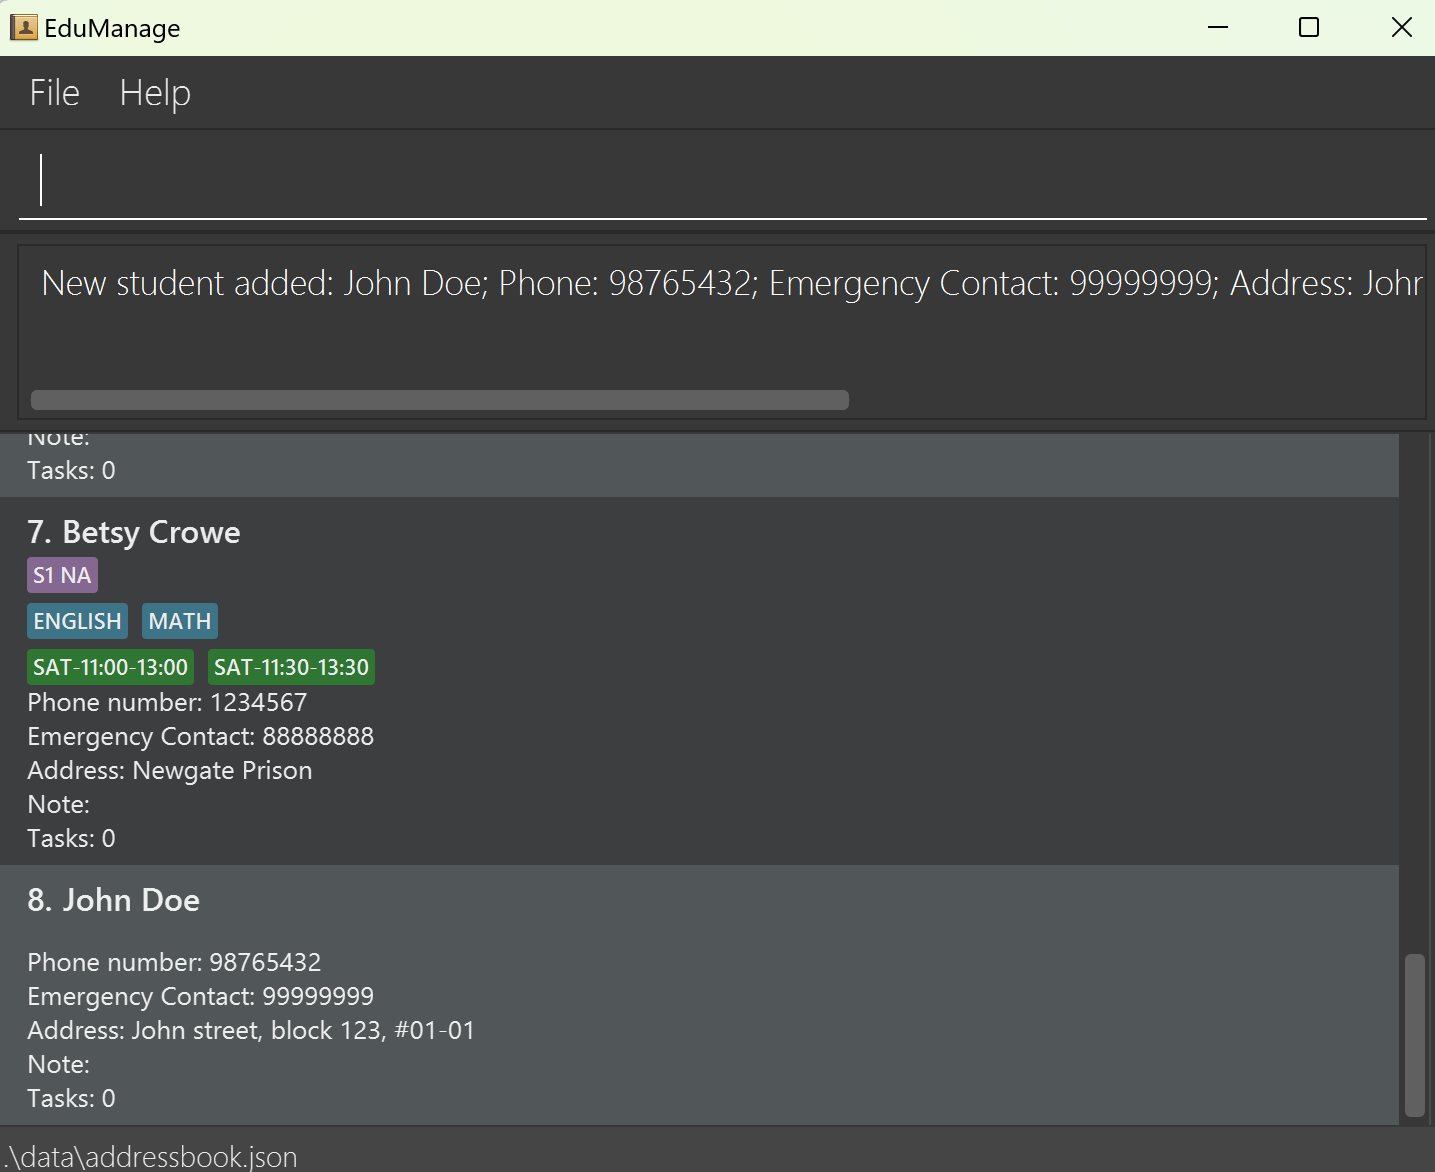 EduManage
File Help
New student added: John Doe; Phone: 98765432; Emergency Contact: 99999999; Address: John
Note:
Tasks: 0
7. Betsy Crowe
S1 NA
ENGLISH MATH
SAT-11:00-13:00 SAT-11:30-13:30
Phone number: 1234567
Emergency Contact: 88888888
Address: Newgate Prison
Note:
Tasks: 0
8. John Doe
Phone number: 98765432
Emergency Contact: 99999999
Address: John street, block 123, #01-01
Note:
Tasks: 0
.\data\addressbook.json